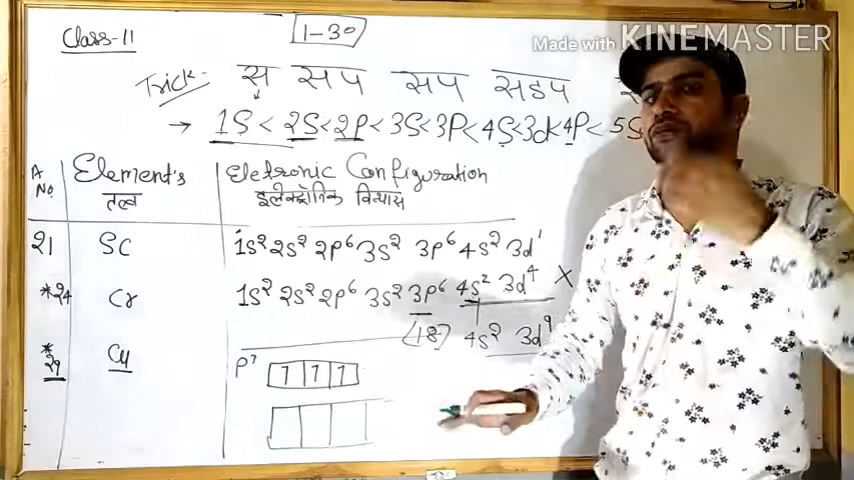 Class-11
1-30
Made with KINEMASTER
Trick- स सप सप सडप
→ 1S < 2S < 2P < 3S < 3P < 4S < 3d < 4P < 5S
A No. Element's Eletronic Configuration
तत्व इलेक्ट्रॉनिक विन्यास
21 SC 1S² 2S² 2P⁶ 3S² 3P⁶ 4S² 3d¹
*24 Cr 1S² 2S² 2P⁶ 3S² 3P⁶ 4S² 3d⁴ X
(18) 4S² 3d⁹
*29 Cu
P³ 1 1 1